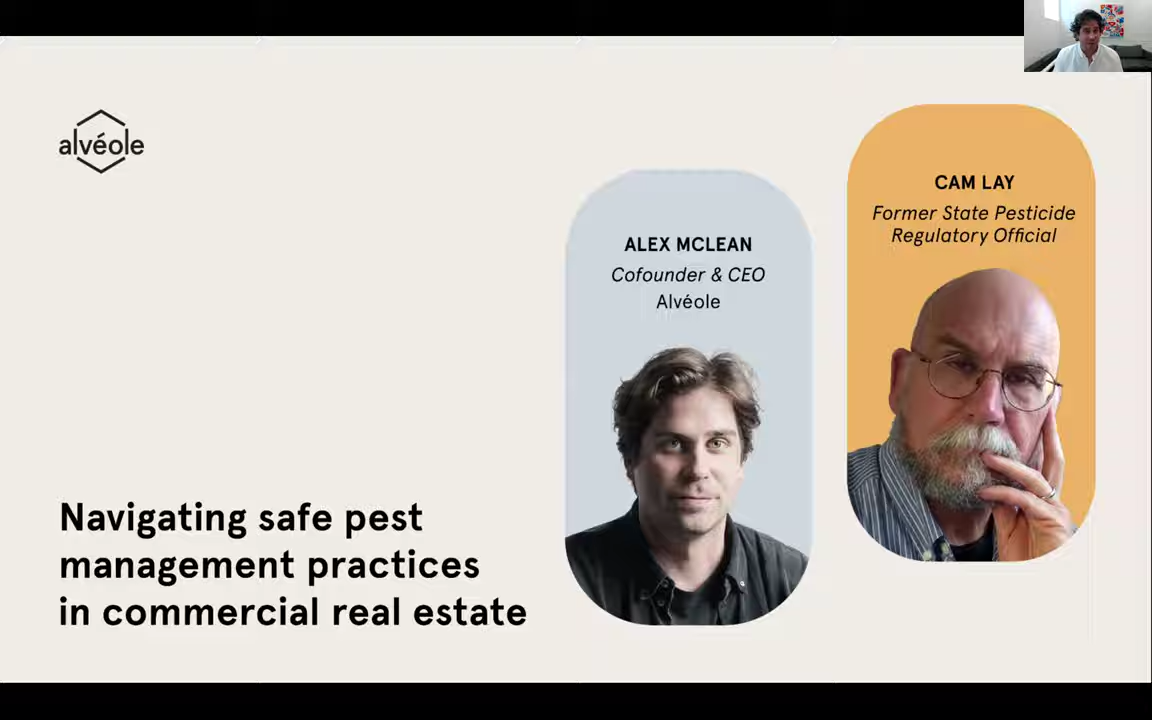 alvéole
ALEX MCLEAN
Cofounder & CEO
Alvéole
CAM LAY
Former State Pesticide
Regulatory Official
Navigating safe pest
management practices
in commercial real estate